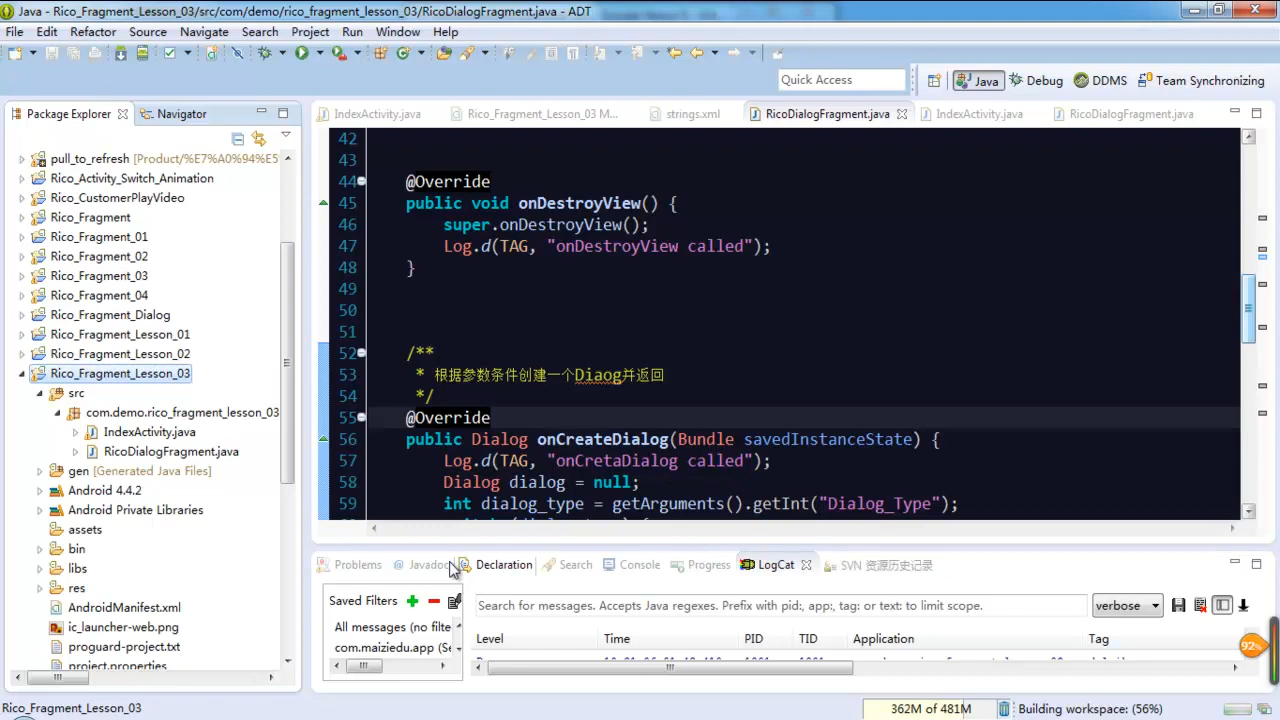 Java - Rico_Fragment_Lesson_03/src/com/demo/rico_fragment_lesson_03/RicoDialogFragment.java - ADT
File Edit Refactor Source Navigate Search Project Run Window Help
Quick Access Java Debug DDMS Team Synchronizing
Package Explorer Navigator
IndexActivity.java Rico_Fragment_Lesson_03 M... strings.xml RicoDialogFragment.java IndexActivity.java RicoDialogFragment.java
pull_to_refresh [Product/%E7%A0%94%E5
Rico_Activity_Switch_Animation
Rico_CustomerPlayVideo
Rico_Fragment
Rico_Fragment_01
Rico_Fragment_02
Rico_Fragment_03
Rico_Fragment_04
Rico_Fragment_Dialog
Rico_Fragment_Lesson_01
Rico_Fragment_Lesson_02
Rico_Fragment_Lesson_03
src
com.demo.rico_fragment_lesson_03
IndexActivity.java
RicoDialogFragment.java
gen [Generated Java Files]
Android 4.4.2
Android Private Libraries
assets
bin
libs
res
AndroidManifest.xml
ic_launcher-web.png
proguard-project.txt
project.properties
42
43
44 @Override
45 public void onDestroyView() {
46 super.onDestroyView();
47 Log.d(TAG, "onDestroyView called");
48 }
49
50
51
52 /**
53 * 根据参数条件创建一个Diaog并返回
54 */
55 @Override
56 public Dialog onCreateDialog(Bundle savedInstanceState) {
57 Log.d(TAG, "onCretaDialog called");
58 Dialog dialog = null;
59 int dialog_type = getArguments().getInt("Dialog_Type");
Problems Javadoc Declaration Search Console Progress LogCat SVN 资源历史记录
Saved Filters
All messages (no filte
com.maiziedu.app (Se
Search for messages. Accepts Java regexes. Prefix with pid:, app:, tag: or text: to limit scope.
verbose
Level Time PID TID Application Tag
92%
Rico_Fragment_Lesson_03
362M of 481M
Building workspace: (56%)